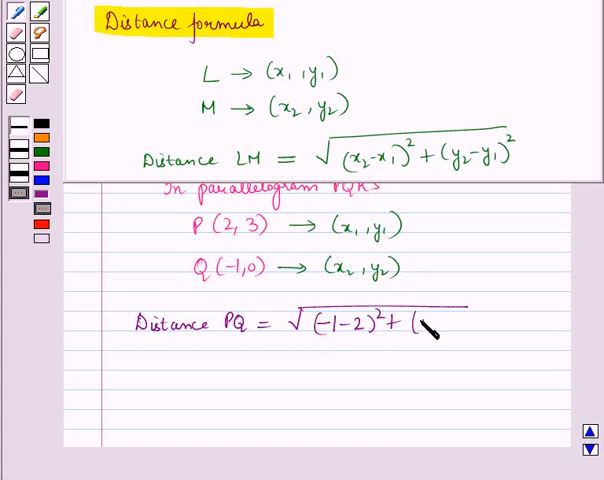 Distance formula
L → (x₁, y₁)
M → (x₂, y₂)
Distance LM = √(x₂-x₁)² + (y₂-y₁)²
In parallelogram PQRS
P (2, 3) → (x₁, y₁)
Q (-1, 0) → (x₂, y₂)
Distance PQ = √(-1-2)² + (